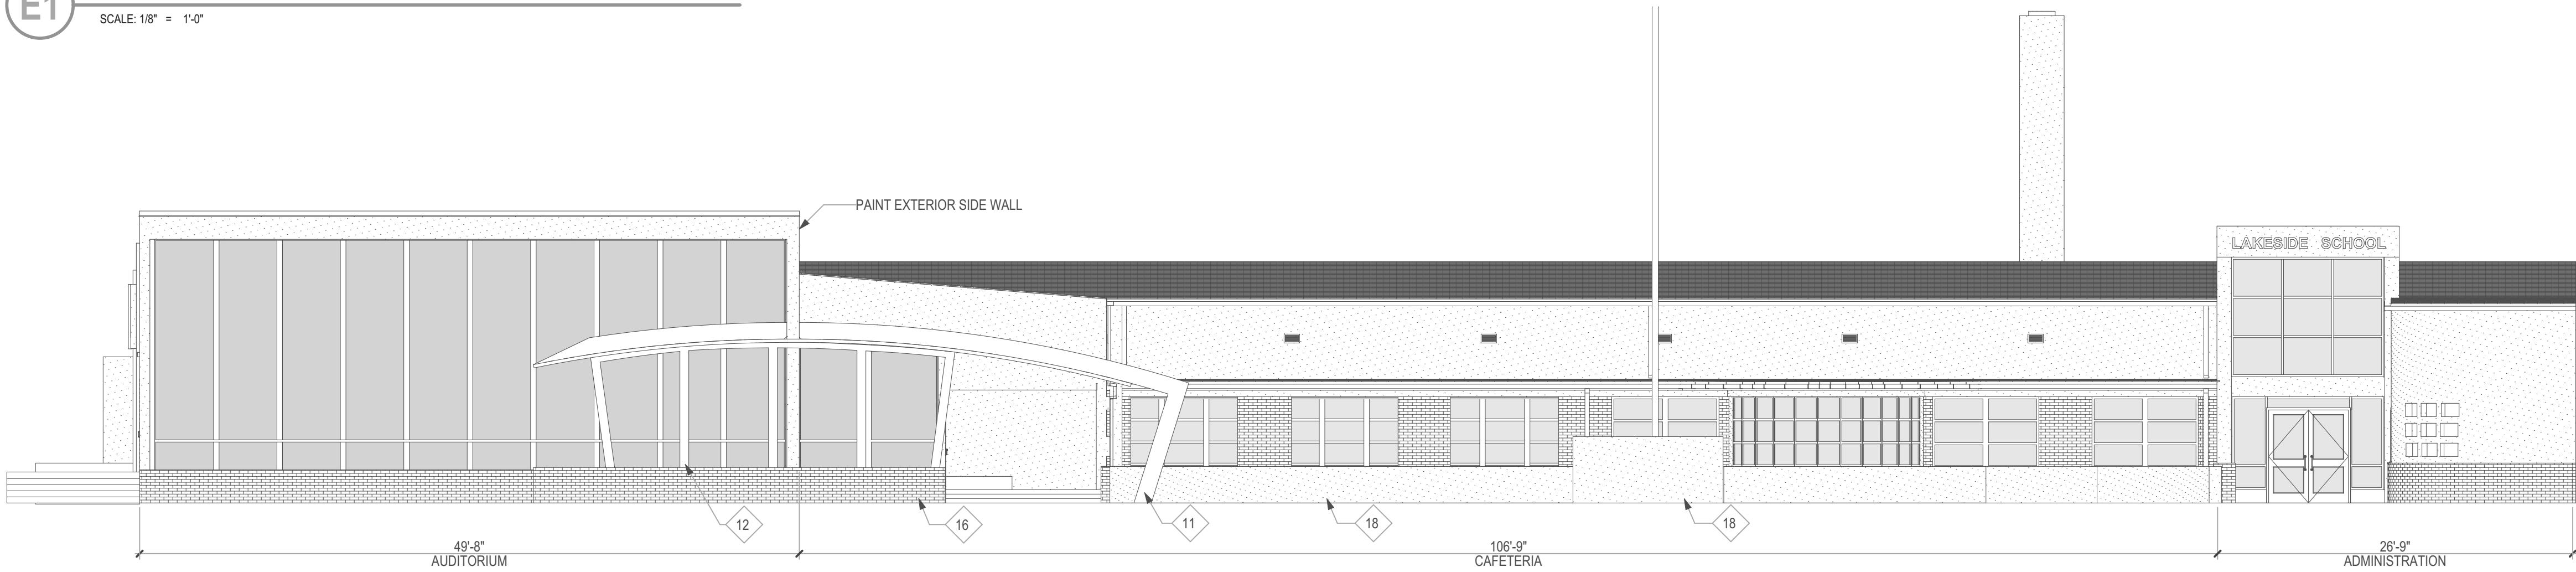 E1
SCALE: 1/8" = 1'-0"
PAINT EXTERIOR SIDE WALL
LAKESIDE SCHOOL
12
16
11
18
18
49'-8"
AUDITORIUM
106'-9"
CAFETERIA
26'-9"
ADMINISTRATION